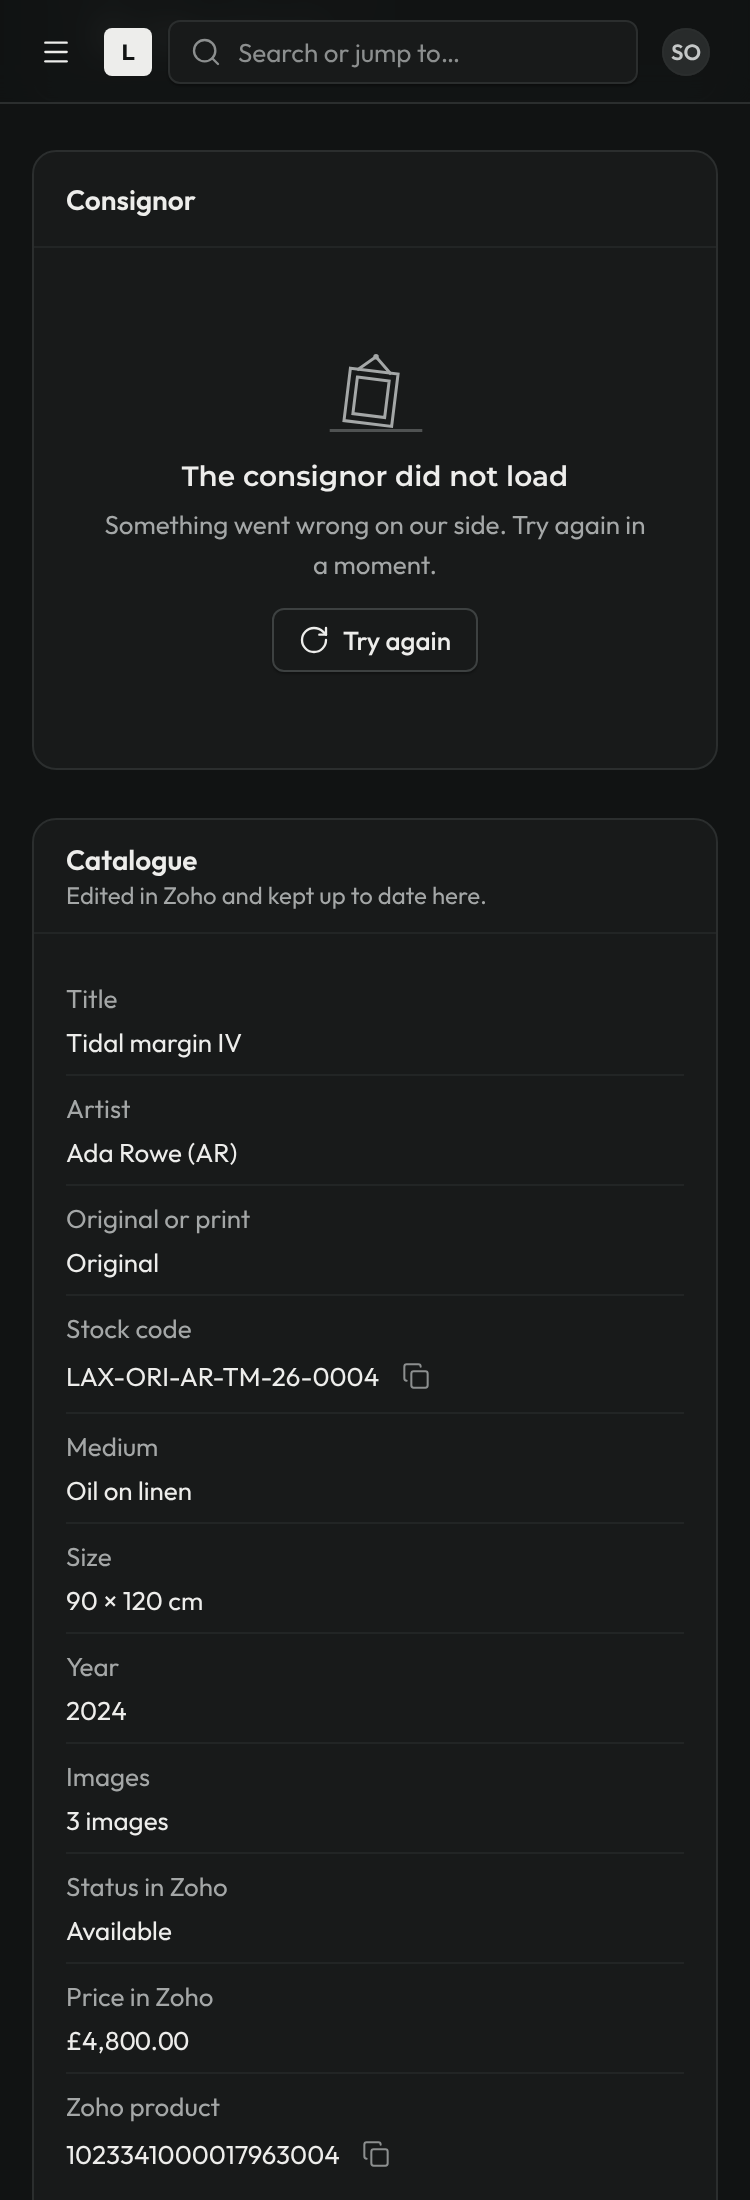 L
Search or jump to...
SO
Consignor
The consignor did not load
Something went wrong on our side. Try again in
a moment.
Try again
Catalogue
Edited in Zoho and kept up to date here.
Title
Tidal margin IV
Artist
Ada Rowe (AR)
Original or print
Original
Stock code
LAX-ORI-AR-TM-26-0004
Medium
Oil on linen
Size
90 × 120 cm
Year
2024
Images
3 images
Status in Zoho
Available
Price in Zoho
£4,800.00
Zoho product
1023341000017963004